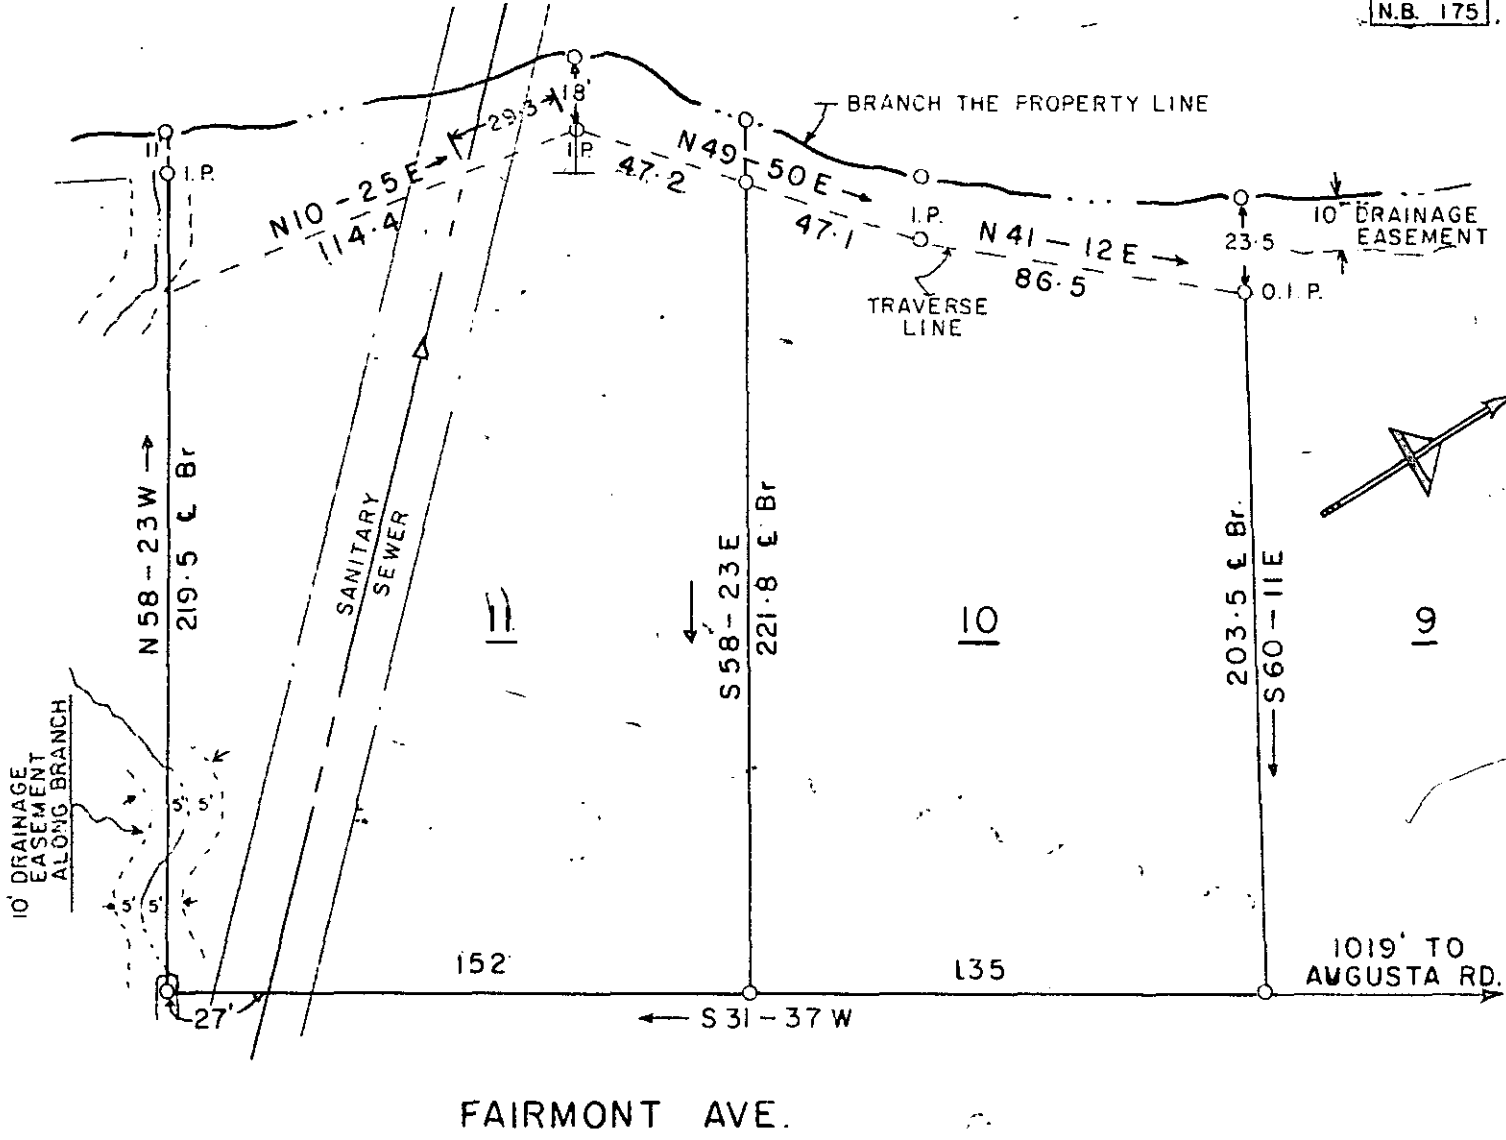 N.B. 175
18'
29.3
BRANCH THE PROPERTY LINE
11
I.P.
I.P.
N10-25E
114.4
47.2
N49-50E
47.1
I.P.
N41-12E
86.5
23.5
10' DRAINAGE
EASEMENT
O.I.P.
TRAVERSE
LINE
N58-23W
219.5 ℄ Br
SANITARY
SEWER
11
S58-23E
221.8 ℄ Br
10
203.5 ℄ Br.
S60-11E
9
10' DRAINAGE
EASEMENT
ALONG BRANCH
5' 5'
5' 5'
152
135
1019' TO
AUGUSTA RD.
27'
S31-37W
FAIRMONT AVE.